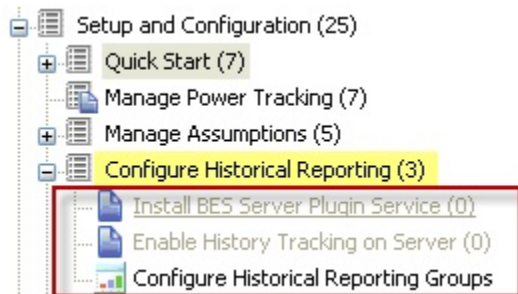 Setup and Configuration (25)
Quick Start (7)
Manage Power Tracking (7)
Manage Assumptions (5)
Configure Historical Reporting (3)
Install BES Server Plugin Service (0)
Enable History Tracking on Server (0)
Configure Historical Reporting Groups